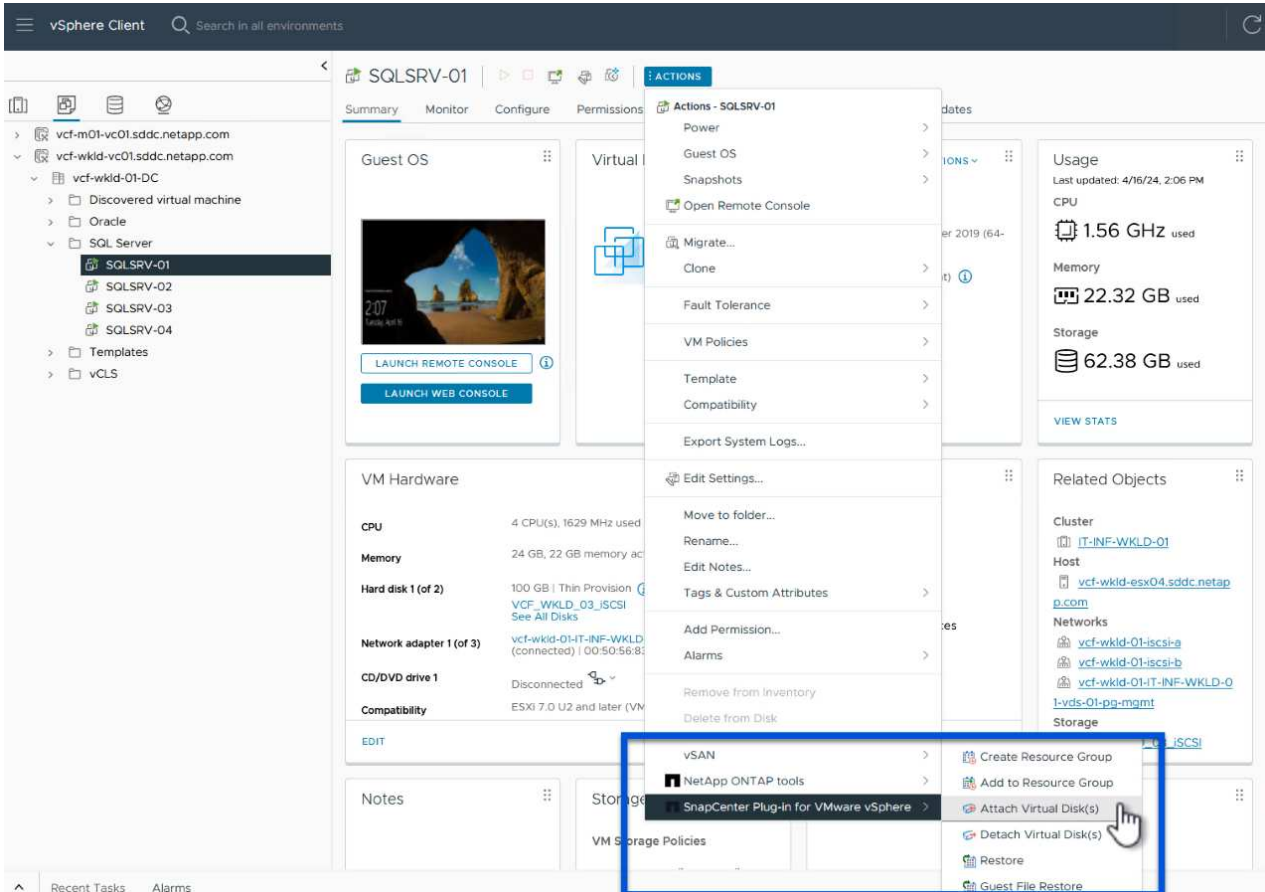 vSphere Client
Search in all environments
SQLSRV-01
ACTIONS
Summary Monitor Configure Permissions
dates
vcf-m01-vc01.sddc.netapp.com
vcf-wkld-vc01.sddc.netapp.com
vcf-wkld-01-DC
Discovered virtual machine
Oracle
SQL Server
SQLSRV-01
SQLSRV-02
SQLSRV-03
SQLSRV-04
Templates
vCLS
Guest OS
2:07
Tuesday, April 16
LAUNCH REMOTE CONSOLE
LAUNCH WEB CONSOLE
Virtual
IONS
er 2019 (64-
it)
Actions - SQLSRV-01
Power
Guest OS
Snapshots
Open Remote Console
Migrate...
Clone
Fault Tolerance
VM Policies
Template
Compatibility
Export System Logs...
Edit Settings...
Move to folder...
Rename...
Edit Notes...
Tags & Custom Attributes
Add Permission...
Alarms
Remove from Inventory
Delete from Disk
vSAN
NetApp ONTAP tools
SnapCenter Plug-in for VMware vSphere
Create Resource Group
Add to Resource Group
Attach Virtual Disk(s)
Detach Virtual Disk(s)
Restore
Guest File Restore
Usage
Last updated: 4/16/24, 2:06 PM
CPU
1.56 GHz used
Memory
22.32 GB used
Storage
62.38 GB used
VIEW STATS
VM Hardware
CPU 4 CPU(s), 1629 MHz used
Memory 24 GB, 22 GB memory ac
Hard disk 1 (of 2) 100 GB | Thin Provision
VCF_WKLD_03_iSCSI
See All Disks
Network adapter 1 (of 3) vcf-wkld-01-IT-INF-WKLD
(connected) | 00:50:56:83
CD/DVD drive 1 Disconnected
Compatibility ESXi 7.0 U2 and later (VM
EDIT
es
Related Objects
Cluster
IT-INF-WKLD-01
Host
vcf-wkld-esx04.sddc.netap
p.com
Networks
vcf-wkld-01-iscsi-a
vcf-wkld-01-iscsi-b
vcf-wkld-01-IT-INF-WKLD-0
1-vds-01-pg-mgmt
Storage
iSCSI
Notes
Storage
VM Storage Policies
Recent Tasks Alarms